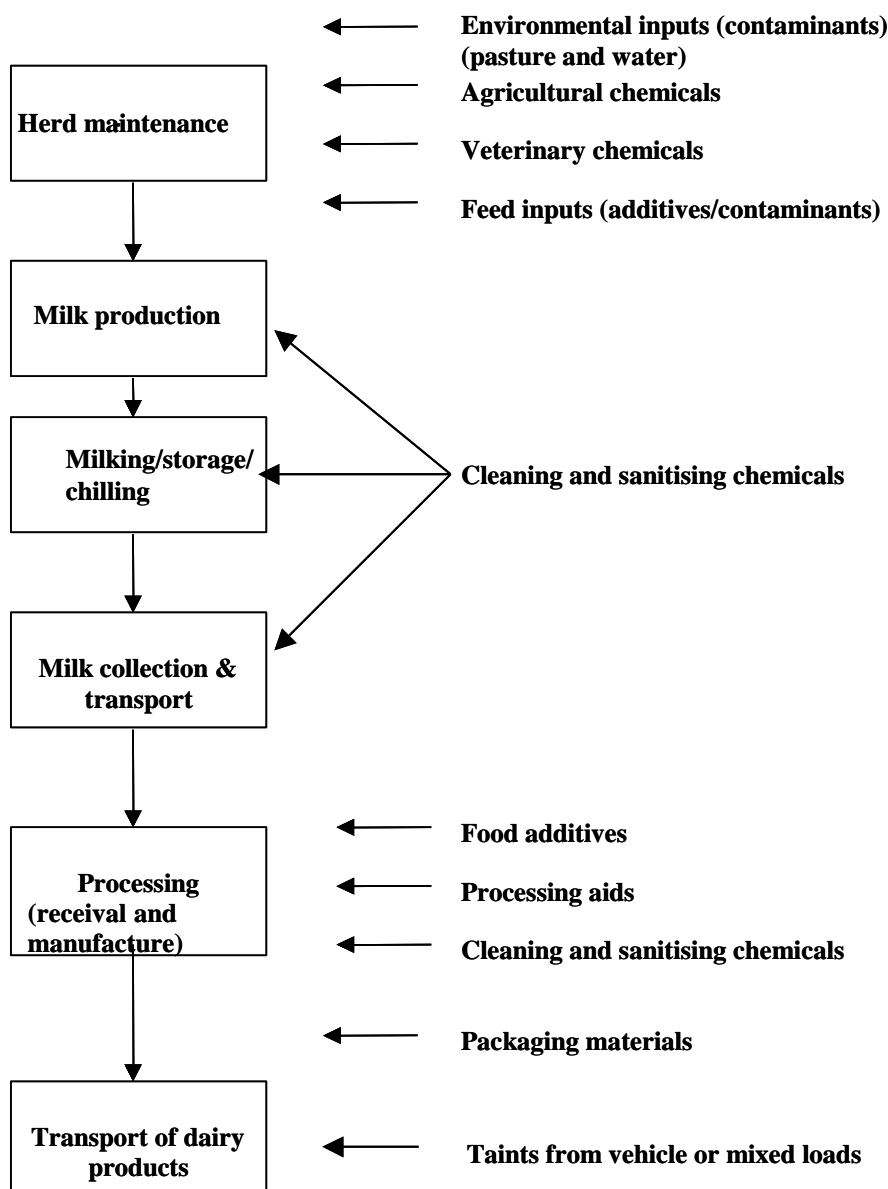 Environmental inputs (contaminants)
(pasture and water)
Agricultural chemicals
Herd maintenance
Veterinary chemicals
Feed inputs (additives/contaminants)
Milk production
Milking/storage/
chilling
Cleaning and sanitising chemicals
Milk collection &
transport
Food additives
Processing
(receival and
manufacture)
Processing aids
Cleaning and sanitising chemicals
Packaging materials
Transport of dairy
products
Taints from vehicle or mixed loads